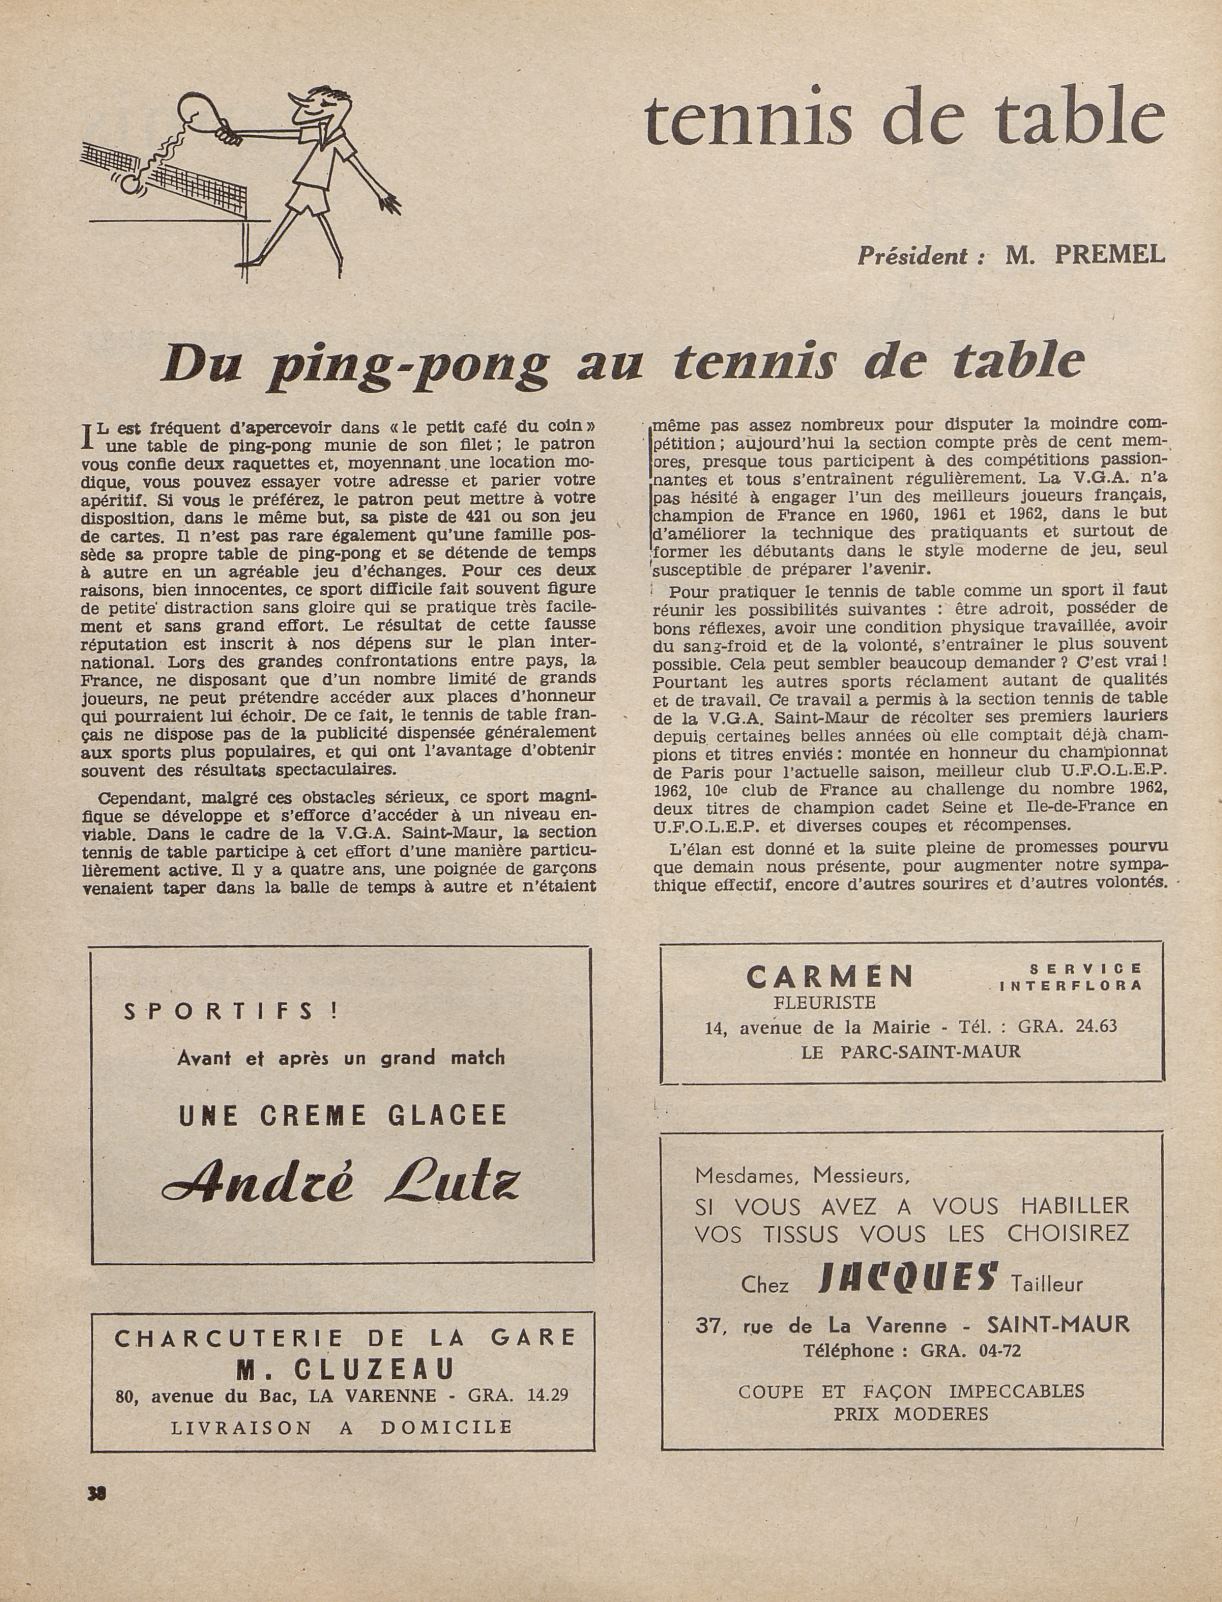 tennis de table
Président : M. PREMEL
Du ping-pong au tennis de table
IL est fréquent d'apercevoir dans « le petit café du coin »
une table de ping-pong munie de son filet ; le patron
vous confie deux raquettes et, moyennant une location mo-
dique, vous pouvez essayer votre adresse et parier votre
apéritif. Si vous le préférez, le patron peut mettre à votre
disposition, dans le même but, sa piste de 421 ou son jeu
de cartes. Il n'est pas rare également qu'une famille pos-
sède sa propre table de ping-pong et se détende de temps
à autre en un agréable jeu d'échanges. Pour ces deux
raisons, bien innocentes, ce sport difficile fait souvent figure
de petite distraction sans gloire qui se pratique très facile-
ment et sans grand effort. Le résultat de cette fausse
réputation est inscrit à nos dépens sur le plan inter-
national. Lors des grandes confrontations entre pays, la
France, ne disposant que d'un nombre limité de grands
joueurs, ne peut prétendre accéder aux places d'honneur
qui pourraient lui échoir. De ce fait, le tennis de table fran-
çais ne dispose pas de la publicité dispensée généralement
aux sports plus populaires, et qui ont l'avantage d'obtenir
souvent des résultats spectaculaires.
Cependant, malgré ces obstacles sérieux, ce sport magni-
fique se développe et s'efforce d'accéder à un niveau en-
viable. Dans le cadre de la V.G.A. Saint-Maur, la section
tennis de table participe à cet effort d'une manière particu-
lièrement active. Il y a quatre ans, une poignée de garçons
venaient taper dans la balle de temps à autre et n'étaient
même pas assez nombreux pour disputer la moindre com-
pétition ; aujourd'hui la section compte près de cent mem-
ores, presque tous participent à des compétitions passion-
nantes et tous s'entraînent régulièrement. La V.G.A. n'a
pas hésité à engager l'un des meilleurs joueurs français,
champion de France en 1960, 1961 et 1962, dans le but
d'améliorer la technique des pratiquants et surtout de
former les débutants dans le style moderne de jeu, seul
susceptible de préparer l'avenir.
Pour pratiquer le tennis de table comme un sport il faut
réunir les possibilités suivantes : être adroit, posséder de
bons réflexes, avoir une condition physique travaillée, avoir
du sang-froid et de la volonté, s'entraîner le plus souvent
possible. Cela peut sembler beaucoup demander ? C'est vrai !
Pourtant les autres sports réclament autant de qualités
et de travail. Ce travail a permis à la section tennis de table
de la V.G.A. Saint-Maur de récolter ses premiers lauriers
depuis certaines belles années où elle comptait déjà cham-
pions et titres enviés : montée en honneur du championnat
de Paris pour l'actuelle saison, meilleur club U.F.O.L.E.P.
1962, 10e club de France au challenge du nombre 1962,
deux titres de champion cadet Seine et Ile-de-France en
U.F.O.L.E.P. et diverses coupes et récompenses.
L'élan est donné et la suite pleine de promesses pourvu
que demain nous présente, pour augmenter notre sympa-
thique effectif, encore d'autres sourires et d'autres volontés.
SPORTIFS !
Avant et après un grand match
UNE CREME GLACEE
André Lutz
CHARCUTERIE DE LA GARE
M. CLUZEAU
80, avenue du Bac, LA VARENNE - GRA. 14.29
LIVRAISON A DOMICILE
CARMEN
SERVICE
INTERFLORA
FLEURISTE
14, avenue de la Mairie - Tél. : GRA. 24.63
LE PARC-SAINT-MAUR
Mesdames, Messieurs,
SI VOUS AVEZ A VOUS HABILLER
VOS TISSUS VOUS LES CHOISIREZ
Chez JACQUES Tailleur
37, rue de La Varenne - SAINT-MAUR
Téléphone : GRA. 04-72
COUPE ET FAÇON IMPECCABLES
PRIX MODERES
38